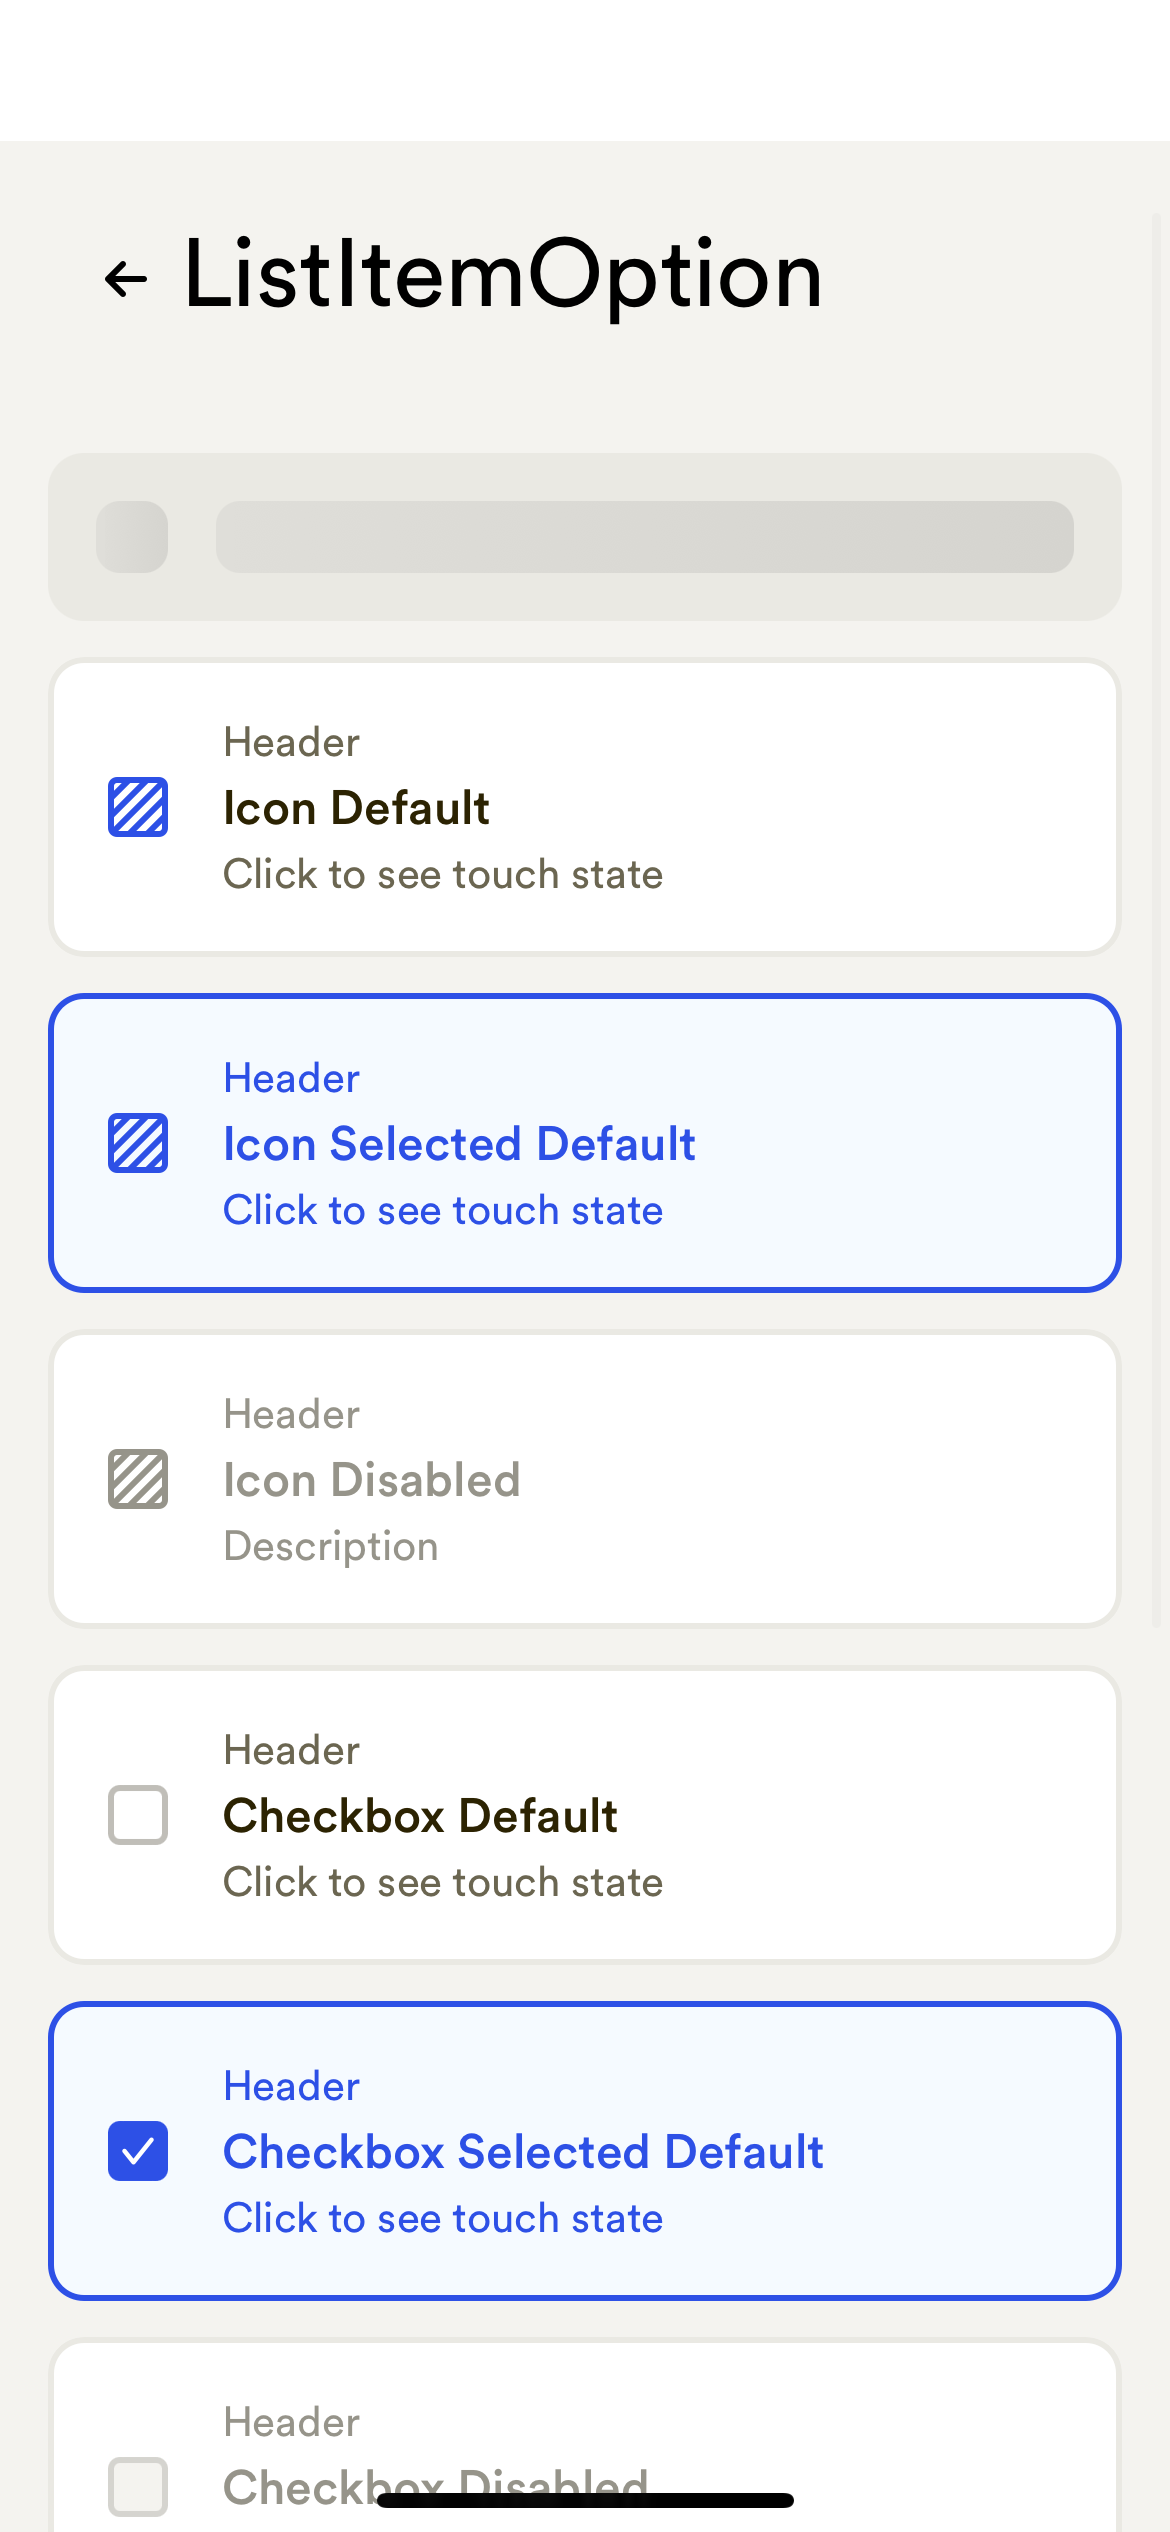 ListItemOption
Header
Icon Default
Click to see touch state
Header
Icon Selected Default
Click to see touch state
Header
Icon Disabled
Description
Header
Checkbox Default
Click to see touch state
Header
Checkbox Selected Default
Click to see touch state
Header
Checkbox Disabled